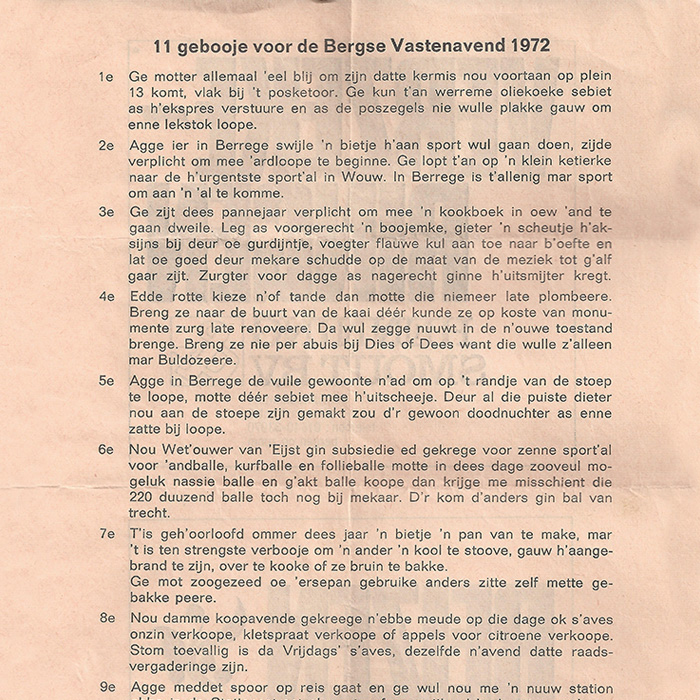 11 gebooje voor de Bergse Vastenavend 1972
1e Ge motter allemaal 'eel blij om zijn datte kermis nou voortaan op plein
13 komt, vlak bij 't posketoor. Ge kun t'an werreme oliekoeke sebiet
as h'ekspres verstuure en as de poszegels nie wulle plakke gauw om
enne lekstok loope.
2e Agge ier in Berrege swijle 'n bietje h'aan sport wul gaan doen, zijde
verplicht om mee 'ardloope te beginne. Ge lopt t'an op 'n klein ketierke
naar de h'urgentste sport'al in Wouw. In Berrege is t'allenig mar sport
om aan 'n 'al te komme.
3e Ge zijt dees pannejaar verplicht om mee 'n kookboek in oew 'and te
gaan dweile. Leg as voorgerecht 'n boojemke, gieter 'n scheutje h'ak-
sijns bij deur oe gurdijntje, voegter flauwe kul aan toe naar b'oefte en
lat oe goed deur mekare schudde op de maat van de meziek tot g'alf
gaar zijt. Zurgter voor dagge as nagerecht ginne h'uitsmijter kregt.
4e Edde rotte kieze n'of tande dan motte die niemeer late plombeere.
Breng ze naar de buurt van de kaai déér kunde ze op koste van monu-
mente zurg late renoveere. Da wul zegge nuuwt in de n'ouwe toestand
brenge. Breng ze nie per abuis bij Dies of Dees want die wulle z'alleen
mar Buldozeere.
5e Agge in Berrege de vuile gewoonte n'ad om op 't randje van de stoep
te loope, motte déér sebiet mee h'uitscheeje. Deur al die puiste dieter
nou aan de stoepe zijn gemakt zou d'r gewoon doodnuchter as enne
zatte bij loope.
6e Nou Wet'ouwer van 'Eijst gin subsiedie ed gekrege voor zenne sport'al
voor 'andballe, kurfballe en follieballe motte in dees dage zooveul mo-
geluk nassie balle en g'akt balle koope dan krijge me misschient die
220 duuzend balle toch nog bij mekaar. D'r kom d'anders gin bal van
trecht.
7e T'is geh'oorloofd ommer dees jaar 'n bietje 'n pan van te make, mar
't is ten strengste verbooje om 'n ander 'n kool te stoove, gauw h'aange-
brand te zijn, over te kooke of ze bruin te bakke.
Ge mot zoogezeed oe 'ersepan gebruike anders zitte zelf mette ge-
bakke peere.
8e Nou damme koopavende gekreege n'ebbe meude op die dage ok s'aves
onzin verkoope, kletspraat verkoope of appels voor citroene verkoope.
Stom toevallig is da Vrijdags' s'aves, dezelfde n'avend datte raads-
vergaderinge zijn.
9e Agge meddet spoor op reis gaat en ge wul nou me 'n nuuw station